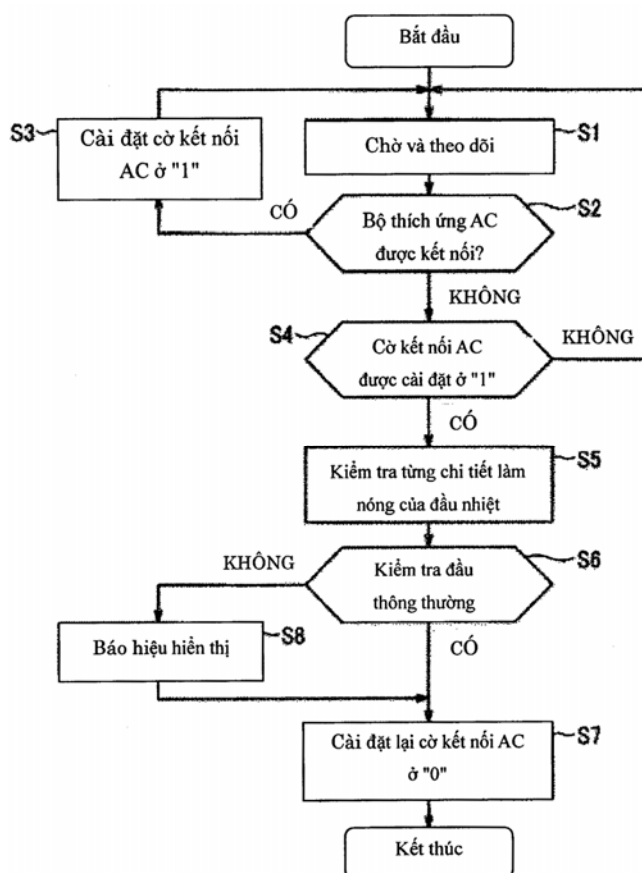 Bắt đầu
S3
Cài đặt cờ kết nối
AC ở "1"
S1
Chờ và theo dõi
CÓ
S2
Bộ thích ứng AC
được kết nối?
KHÔNG
S4
Cờ kết nối AC
được cài đặt ở "1"
KHÔNG
CÓ
S5
Kiểm tra từng chi tiết làm
nóng của đầu nhiệt
S6
KHÔNG
Kiểm tra đầu
thông thường
S8
Báo hiệu hiển thị
CÓ
S7
Cài đặt lại cờ kết nối AC
ở "0"
Kết thúc